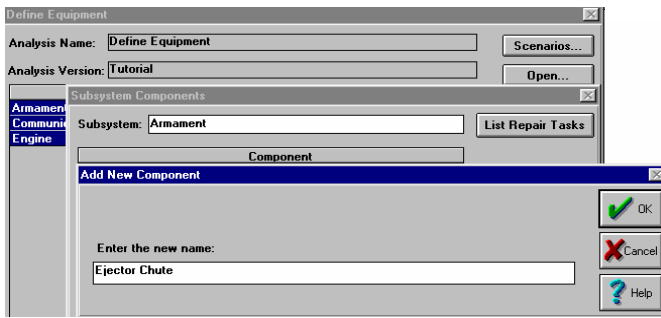 Define Equipment
Analysis Name: Define Equipment
Scenarios...
Analysis Version: Tutorial
Open...
Subsystem Components
Armament
Subsystem: Armament
List Repair Tasks
Engine
Component
Add New Component
OK
Enter the new name:
Cancel
Ejector Chute
Help